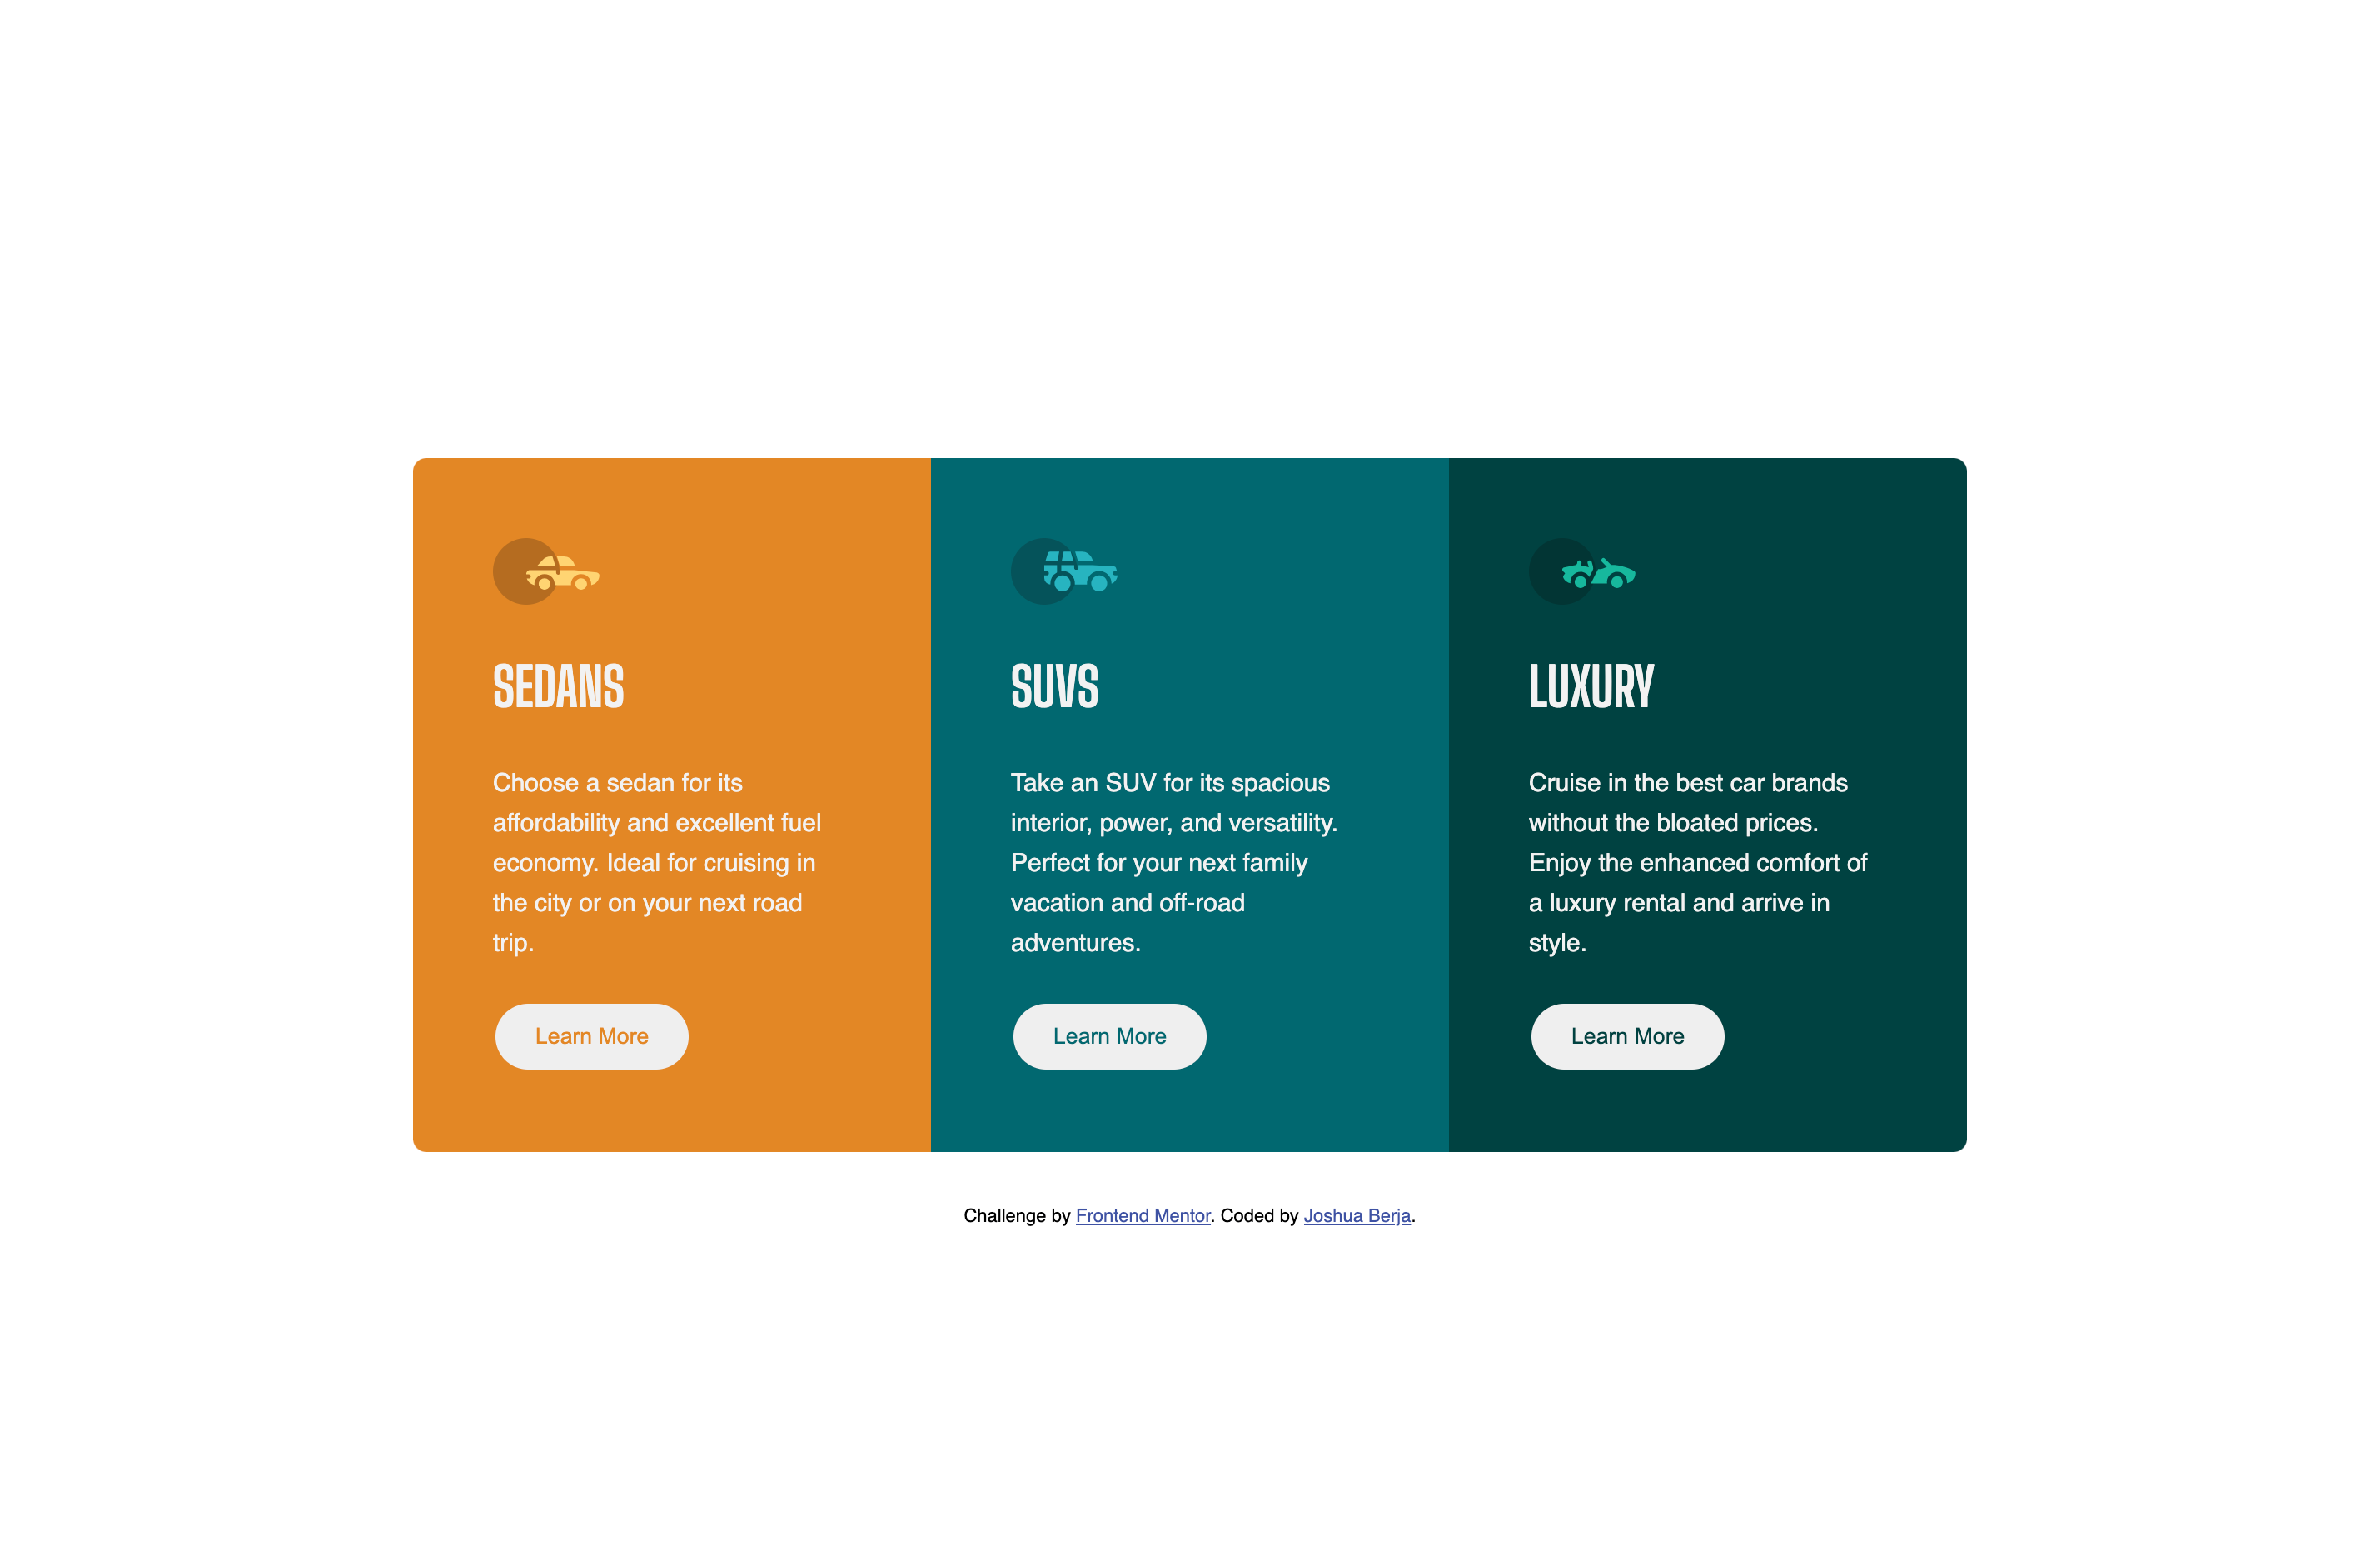 SEDANS
Choose a sedan for its
affordability and excellent fuel
economy. Ideal for cruising in
the city or on your next road
trip.
Learn More
SUVS
Take an SUV for its spacious
interior, power, and versatility.
Perfect for your next family
vacation and off-road
adventures.
Learn More
LUXURY
Cruise in the best car brands
without the bloated prices.
Enjoy the enhanced comfort of
a luxury rental and arrive in
style.
Learn More
Challenge by Frontend Mentor. Coded by Joshua Berja.